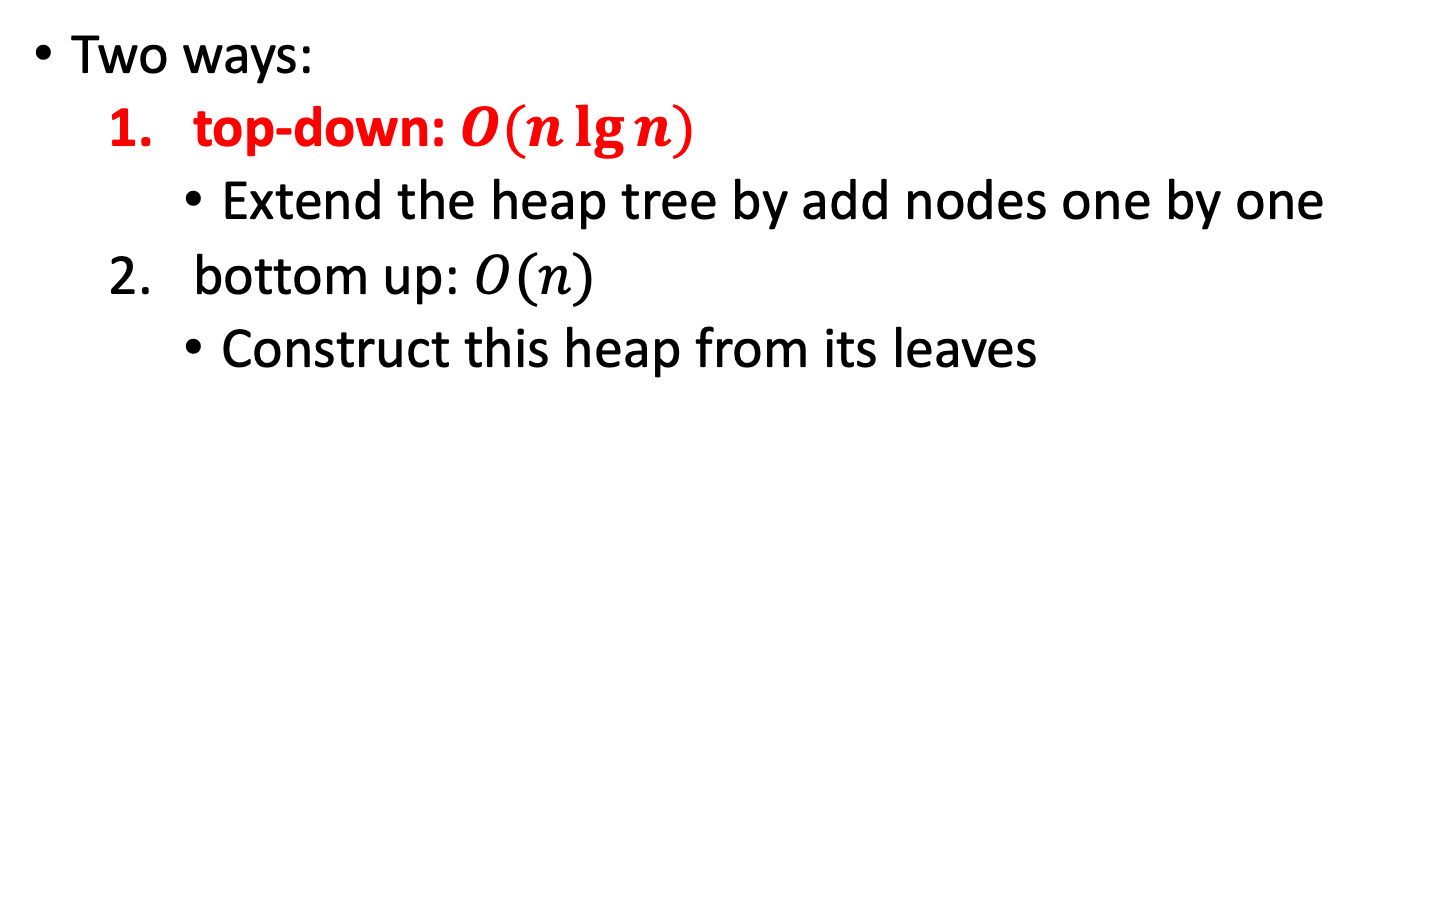 • Two ways:
1. top-down: O(n lg n)
• Extend the heap tree by add nodes one by one
2. bottom up: O(n)
• Construct this heap from its leaves